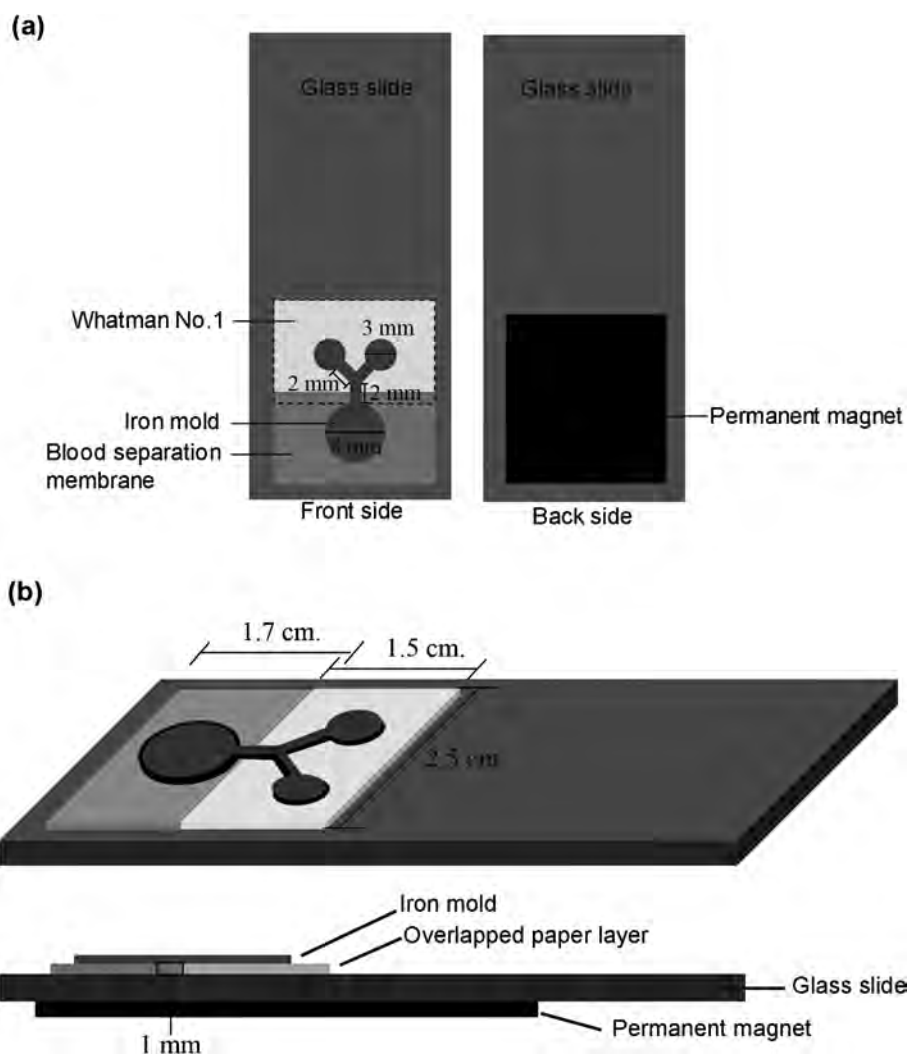 (a)
Glass slide
Glass slide
Whatman No.1
3 mm
2 mm
2 mm
Iron mold
mm
Blood separation
membrane
Permanent magnet
Front side
Back side
(b)
1.7 cm.
1.5 cm.
2.5 cm
Iron mold
Overlapped paper layer
Glass slide
Permanent magnet
1 mm